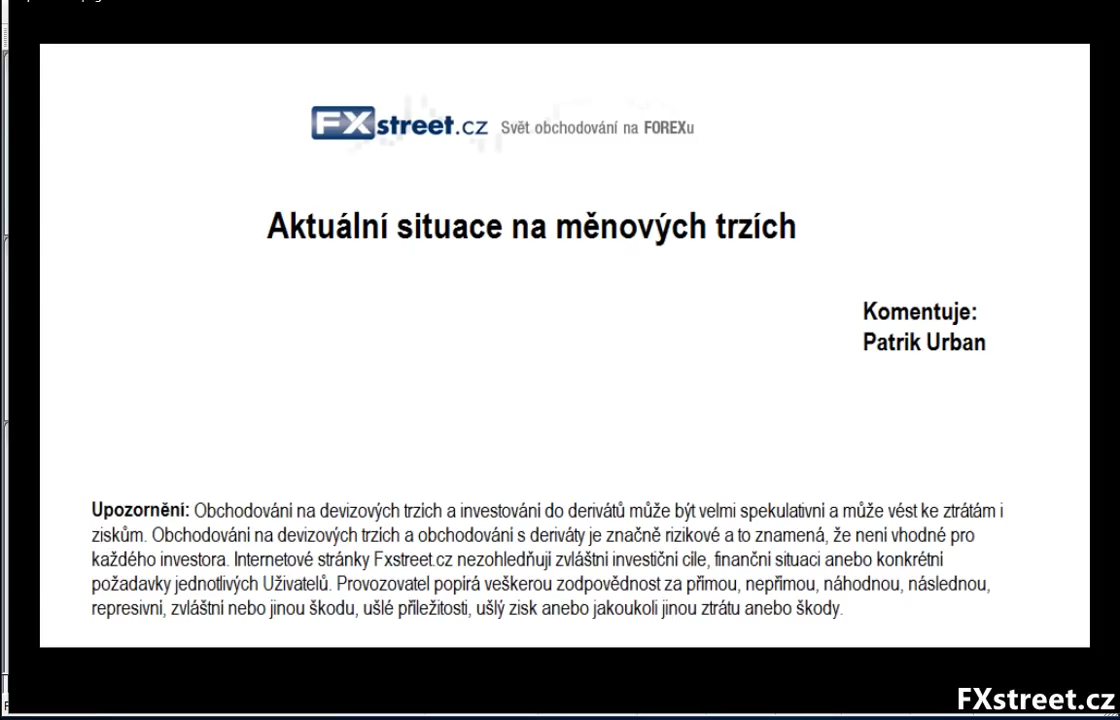 FXstreet.cz Svět obchodování na FOREXu
Aktuální situace na měnových trzích
Komentuje:
Patrik Urban
Upozornění: Obchodování na devizových trzích a investování do derivátů může být velmi spekulativní a může vést ke ztrátám i
ziskům. Obchodování na devizových trzích a obchodování s deriváty je značně rizikové a to znamená, že není vhodné pro
každého investora. Internetové stránky Fxstreet.cz nezohledňují zvláštní investiční cíle, finanční situaci anebo konkrétní
požadavky jednotlivých Uživatelů. Provozovatel popírá veškerou zodpovědnost za přímou, nepřímou, náhodnou, následnou,
represivní, zvláštní nebo jinou škodu, ušlé příležitosti, ušlý zisk anebo jakoukoli jinou ztrátu anebo škody.
FXstreet.cz